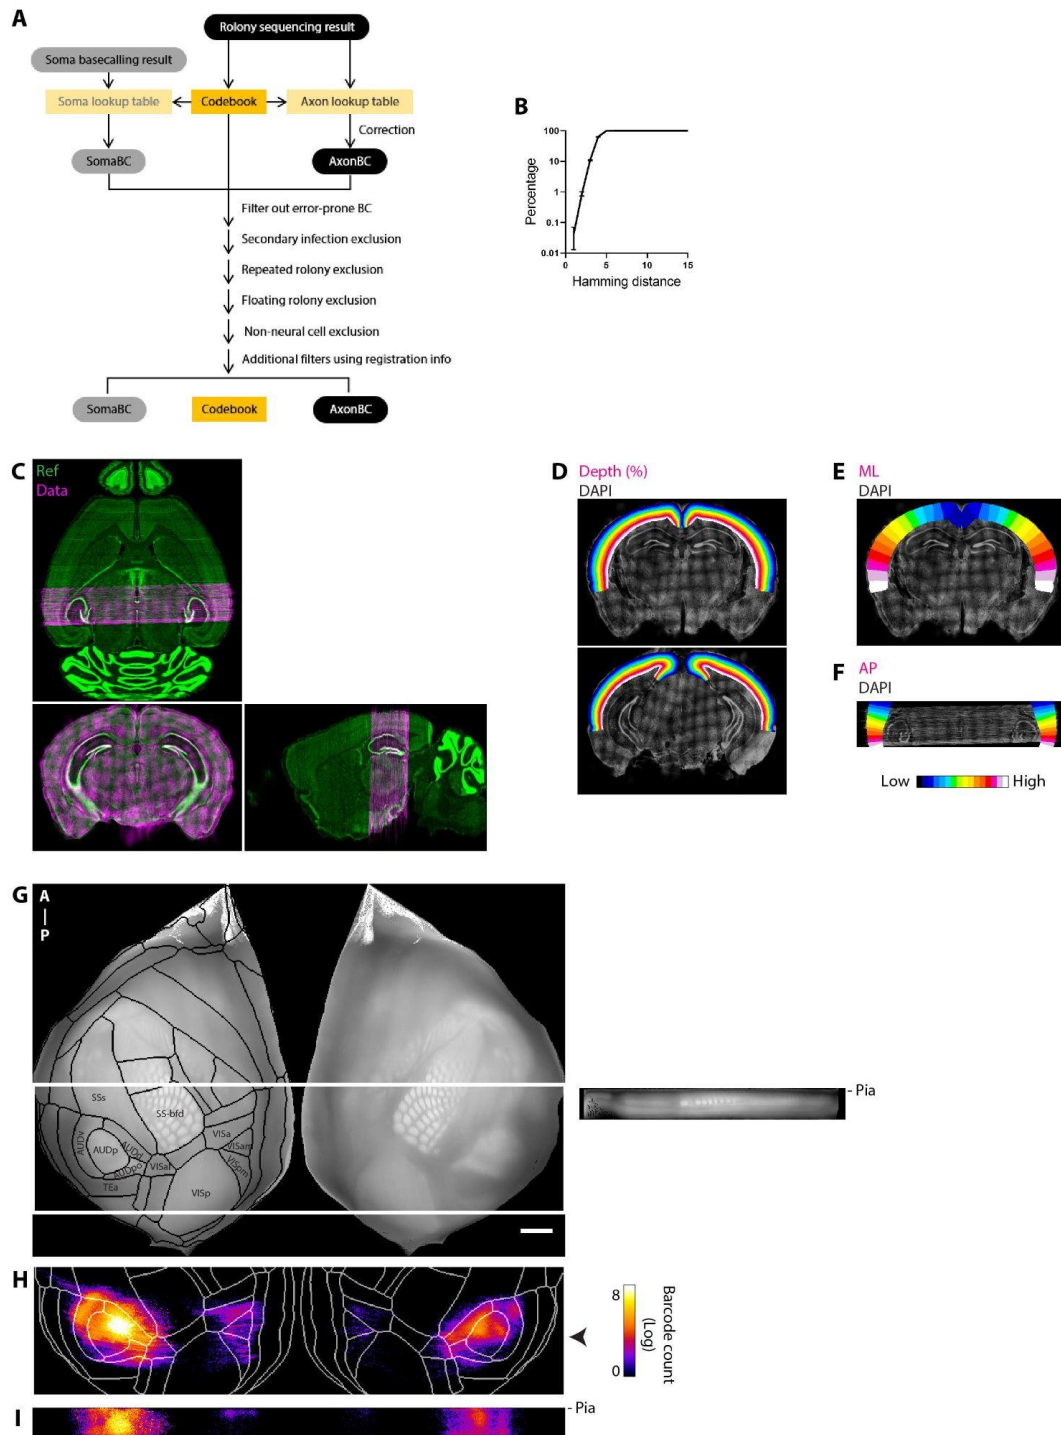 A
Rolony sequencing result
Soma basecalling result
Soma lookup table
Codebook
Axon lookup table
Correction
SomaBC
AxonBC
Filter out error-prone BC
Secondary infection exclusion
Repeated rolony exclusion
Floating rolony exclusion
Non-neural cell exclusion
Additional filters using registration info
SomaBC
Codebook
AxonBC
B
Percentage
100
10
1
0.1
0.01
0
5
10
15
Hamming distance
C
Ref
Data
D
Depth (%)
DAPI
E
ML
DAPI
F
AP
DAPI
Low
High
G
A
P
SSs
SS-bfd
AUDv
AUDp
AUDd
AUDpo
TEa
VISal
VISa
VISam
VISpm
VISp
- Pia
H
8
0
Barcode count
(Log)
I
- Pia